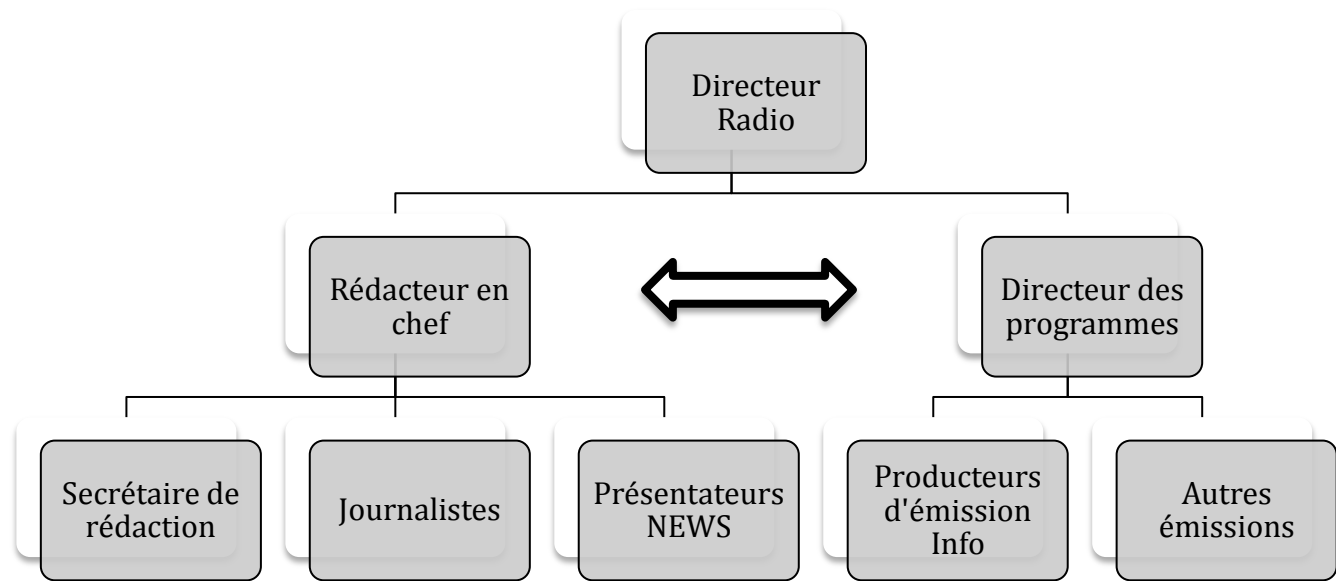 Directeur
Radio
Rédacteur en
chef
Directeur des
programmes
Secrétaire de
rédaction
Journalistes
Présentateurs
NEWS
Producteurs
d'émission
Info
Autres
émissions